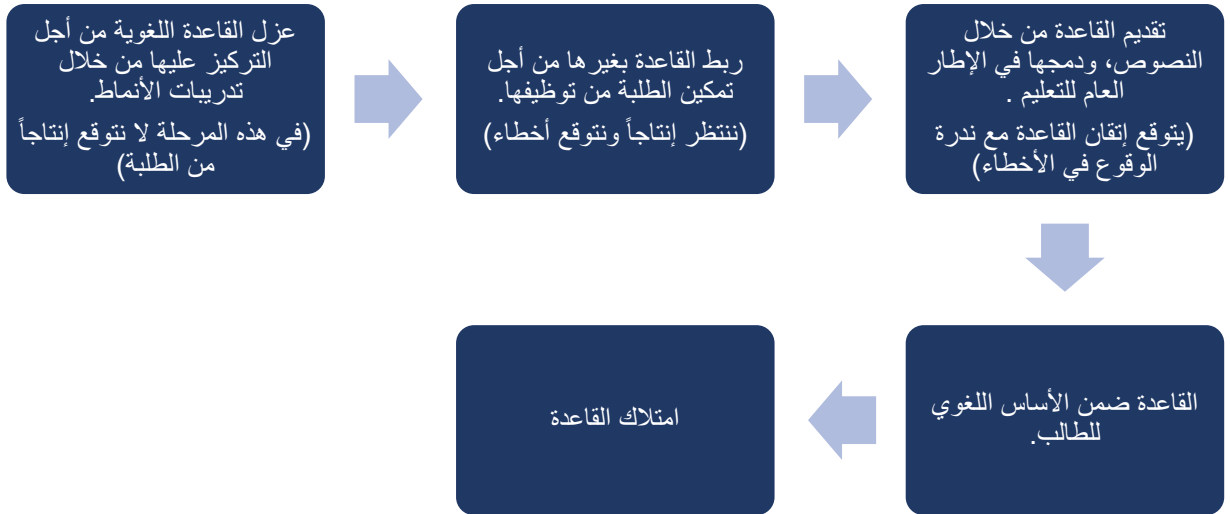 عزل القاعدة اللغوية من أجل
التركيز عليها من خلال
تدريبات الأنماط.
(في هذه المرحلة لا نتوقع إنتاجاً
من الطلبة)
ربط القاعدة بغيرها من أجل
تمكين الطلبة من توظيفها.
(ننتظر إنتاجاً ونتوقع أخطاء)
تقديم القاعدة من خلال
النصوص، ودمجها في الإطار
العام للتعليم .
(يتوقع إتقان القاعدة مع ندرة
الوقوع في الأخطاء)
القاعدة ضمن الأساس اللغوي
للطالب.
امتلاك القاعدة